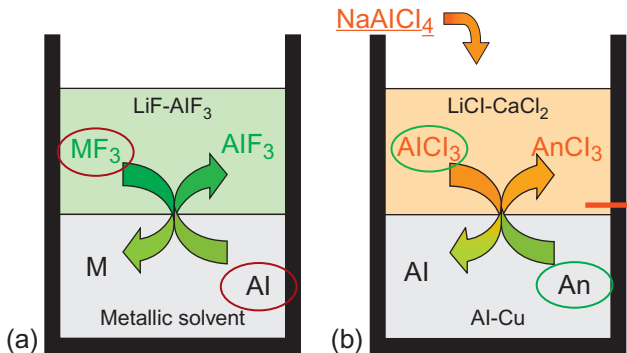 LiF-AlF3
MF3
AlF3
M
Al
Metallic solvent
(a)
NaAlCl4
LiCl-CaCl2
AlCl3
AnCl3
Al
An
Al-Cu
(b)